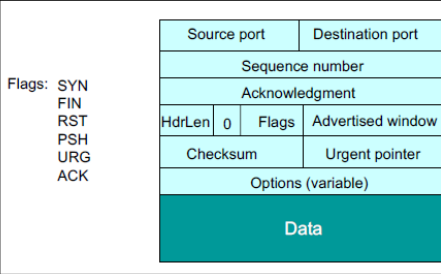 Source port Destination port
Sequence number
Flags: SYN
Acknowledgment
FIN
RST
HdrLen 0 Flags Advertised window
PSH
URG
Checksum Urgent pointer
ACK
Options (variable)
Data